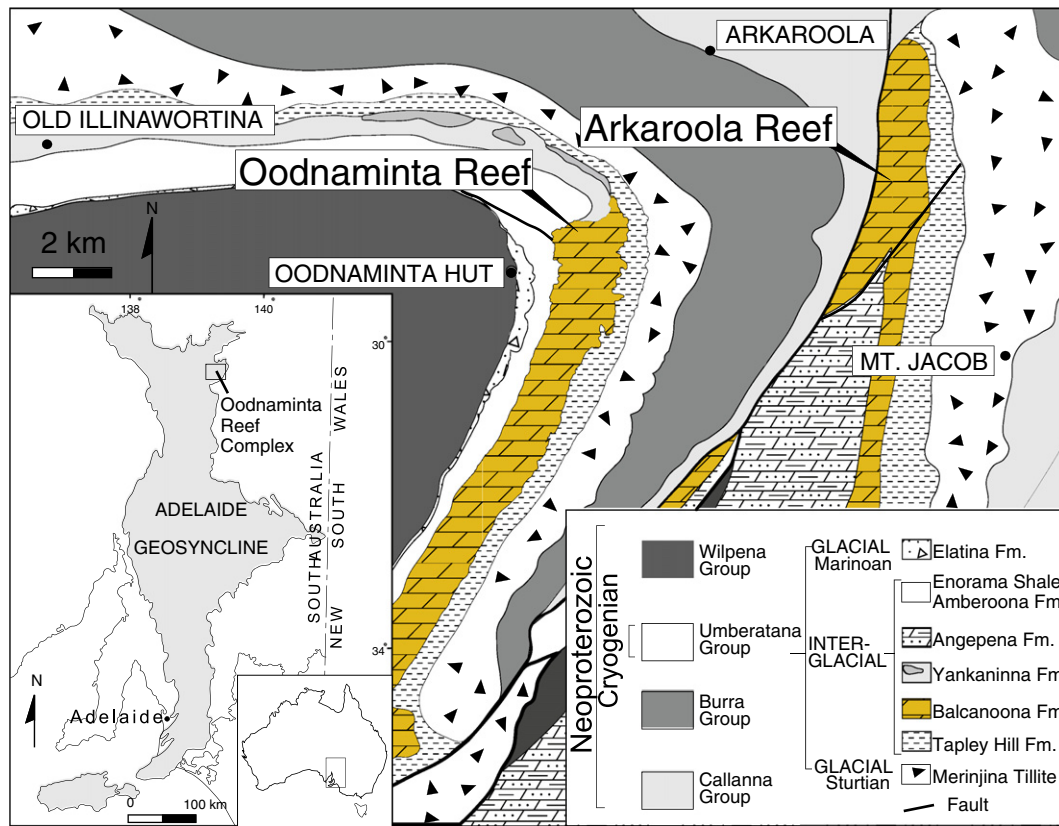 ARKAROOLA
OLD ILLINAWORTINA
Arkaroola Reef
Oodnaminta Reef
N
2 km
OODNAMINTA HUT
MT. JACOB
138
140
30°
34°
Oodnaminta
Reef
Complex
ADELAIDE
GEOSYNCLINE
SOUTH AUSTRALIA
NEW SOUTH WALES
N
Adelaide
0 100 km
Neoproterozoic
Cryogenian
Wilpena
Group
Umberatana
Group
Burra
Group
Callanna
Group
GLACIAL
Marinoan
INTER-
GLACIAL
GLACIAL
Sturtian
Elatina Fm.
Enorama Shale
Amberoona Fm
Angepena Fm.
Yankaninna Fm
Balcanoona Fm
Tapley Hill Fm.
Merinjina Tillite
Fault